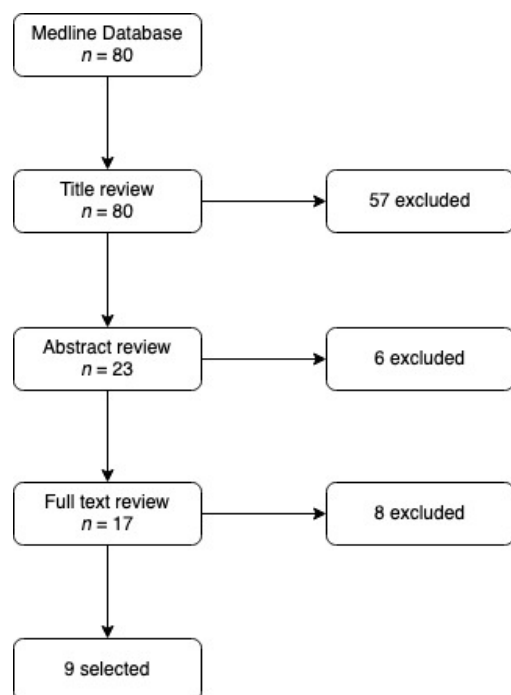 Medline Database
n = 80
Title review
n = 80
57 excluded
Abstract review
n = 23
6 excluded
Full text review
n = 17
8 excluded
9 selected